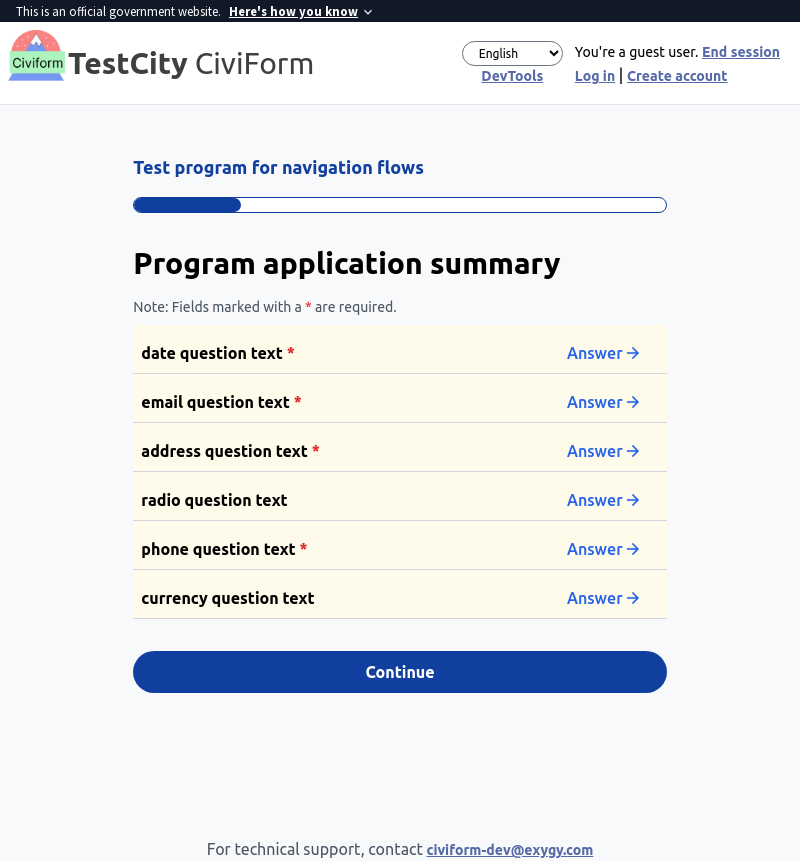 This is an official government website. Here's how you know
Civiform
TestCity CiviForm
English
DevTools
You're a guest user. End session
Log in | Create account
Test program for navigation flows
Program application summary
Note: Fields marked with a * are required.
date question text * Answer →
email question text * Answer →
address question text * Answer →
radio question text Answer →
phone question text * Answer →
currency question text Answer →
Continue
For technical support, contact civiform-dev@exygy.com